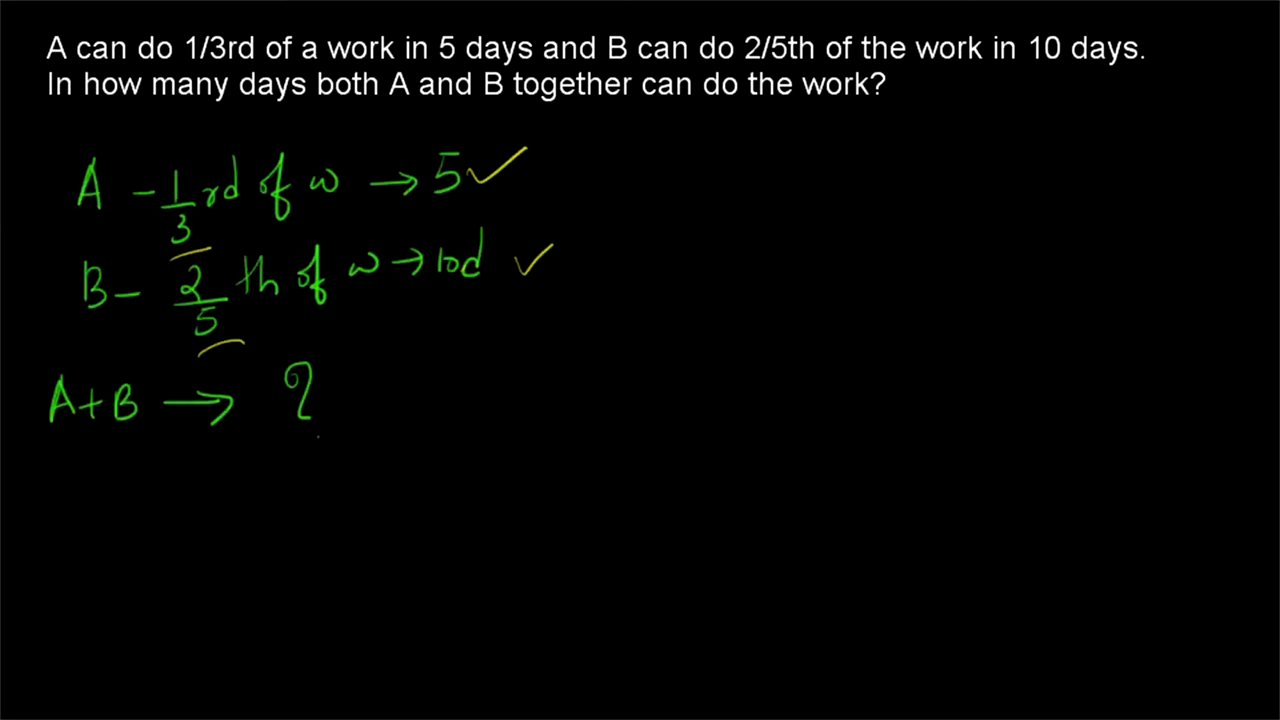 A can do 1/3rd of a work in 5 days and B can do 2/5th of the work in 10 days.
In how many days both A and B together can do the work?
A - 1/3 rd of w → 5 ✓
B - 2/5 th of w → 10d ✓
A+B → ?